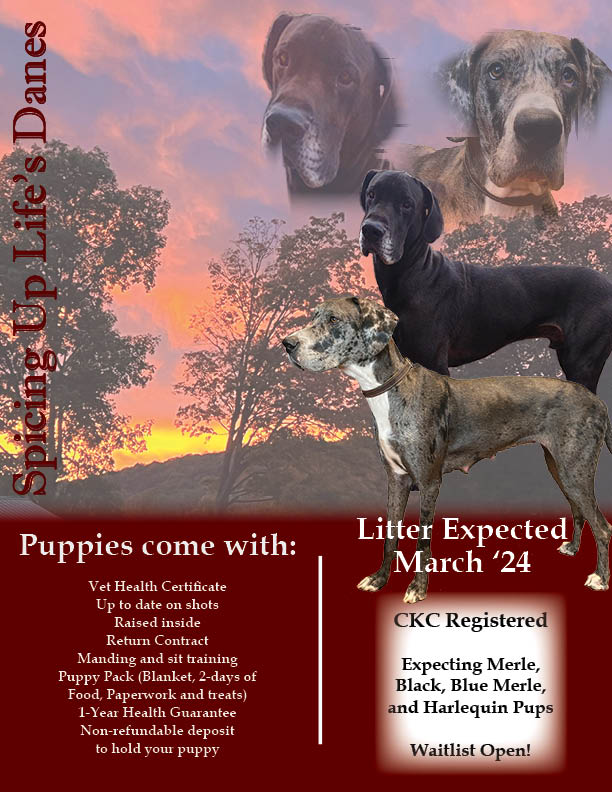 Spicing Up Life's Danes
Puppies come with:
Vet Health Certificate
Up to date on shots
Raised inside
Return Contract
Manding and sit training
Puppy Pack (Blanket, 2-days of
Food, Paperwork and treats)
1-Year Health Guarantee
Non-refundable deposit
to hold your puppy
Litter Expected
March ‘24
CKC Registered
Expecting Merle,
Black, Blue Merle,
and Harlequin Pups
Waitlist Open!